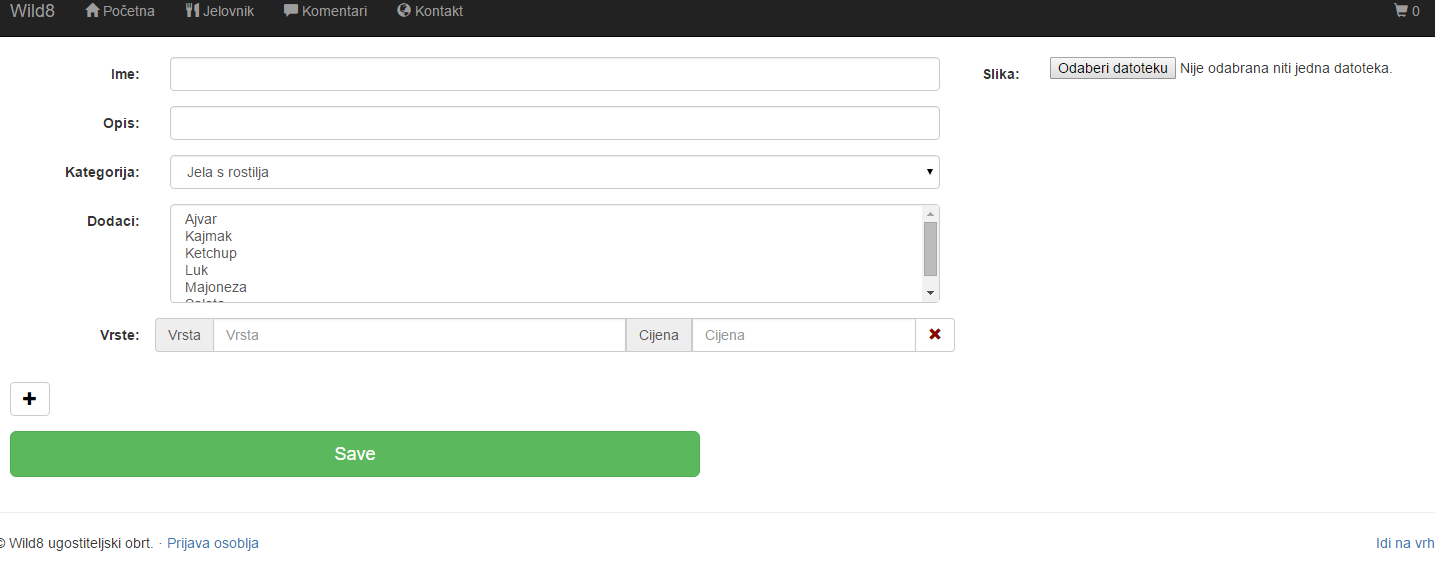 Wild8 Početna Jelovnik Komentari Kontakt 0
Ime:
Slika: Odaberi datoteku Nije odabrana niti jedna datoteka.
Opis:
Kategorija: Jela s rostilja
Dodaci: Ajvar
Kajmak
Ketchup
Luk
Majoneza
Vrste: Vrsta Vrsta Cijena Cijena
Save
© Wild8 ugostiteljski obrt. · Prijava osoblja
Idi na vrh